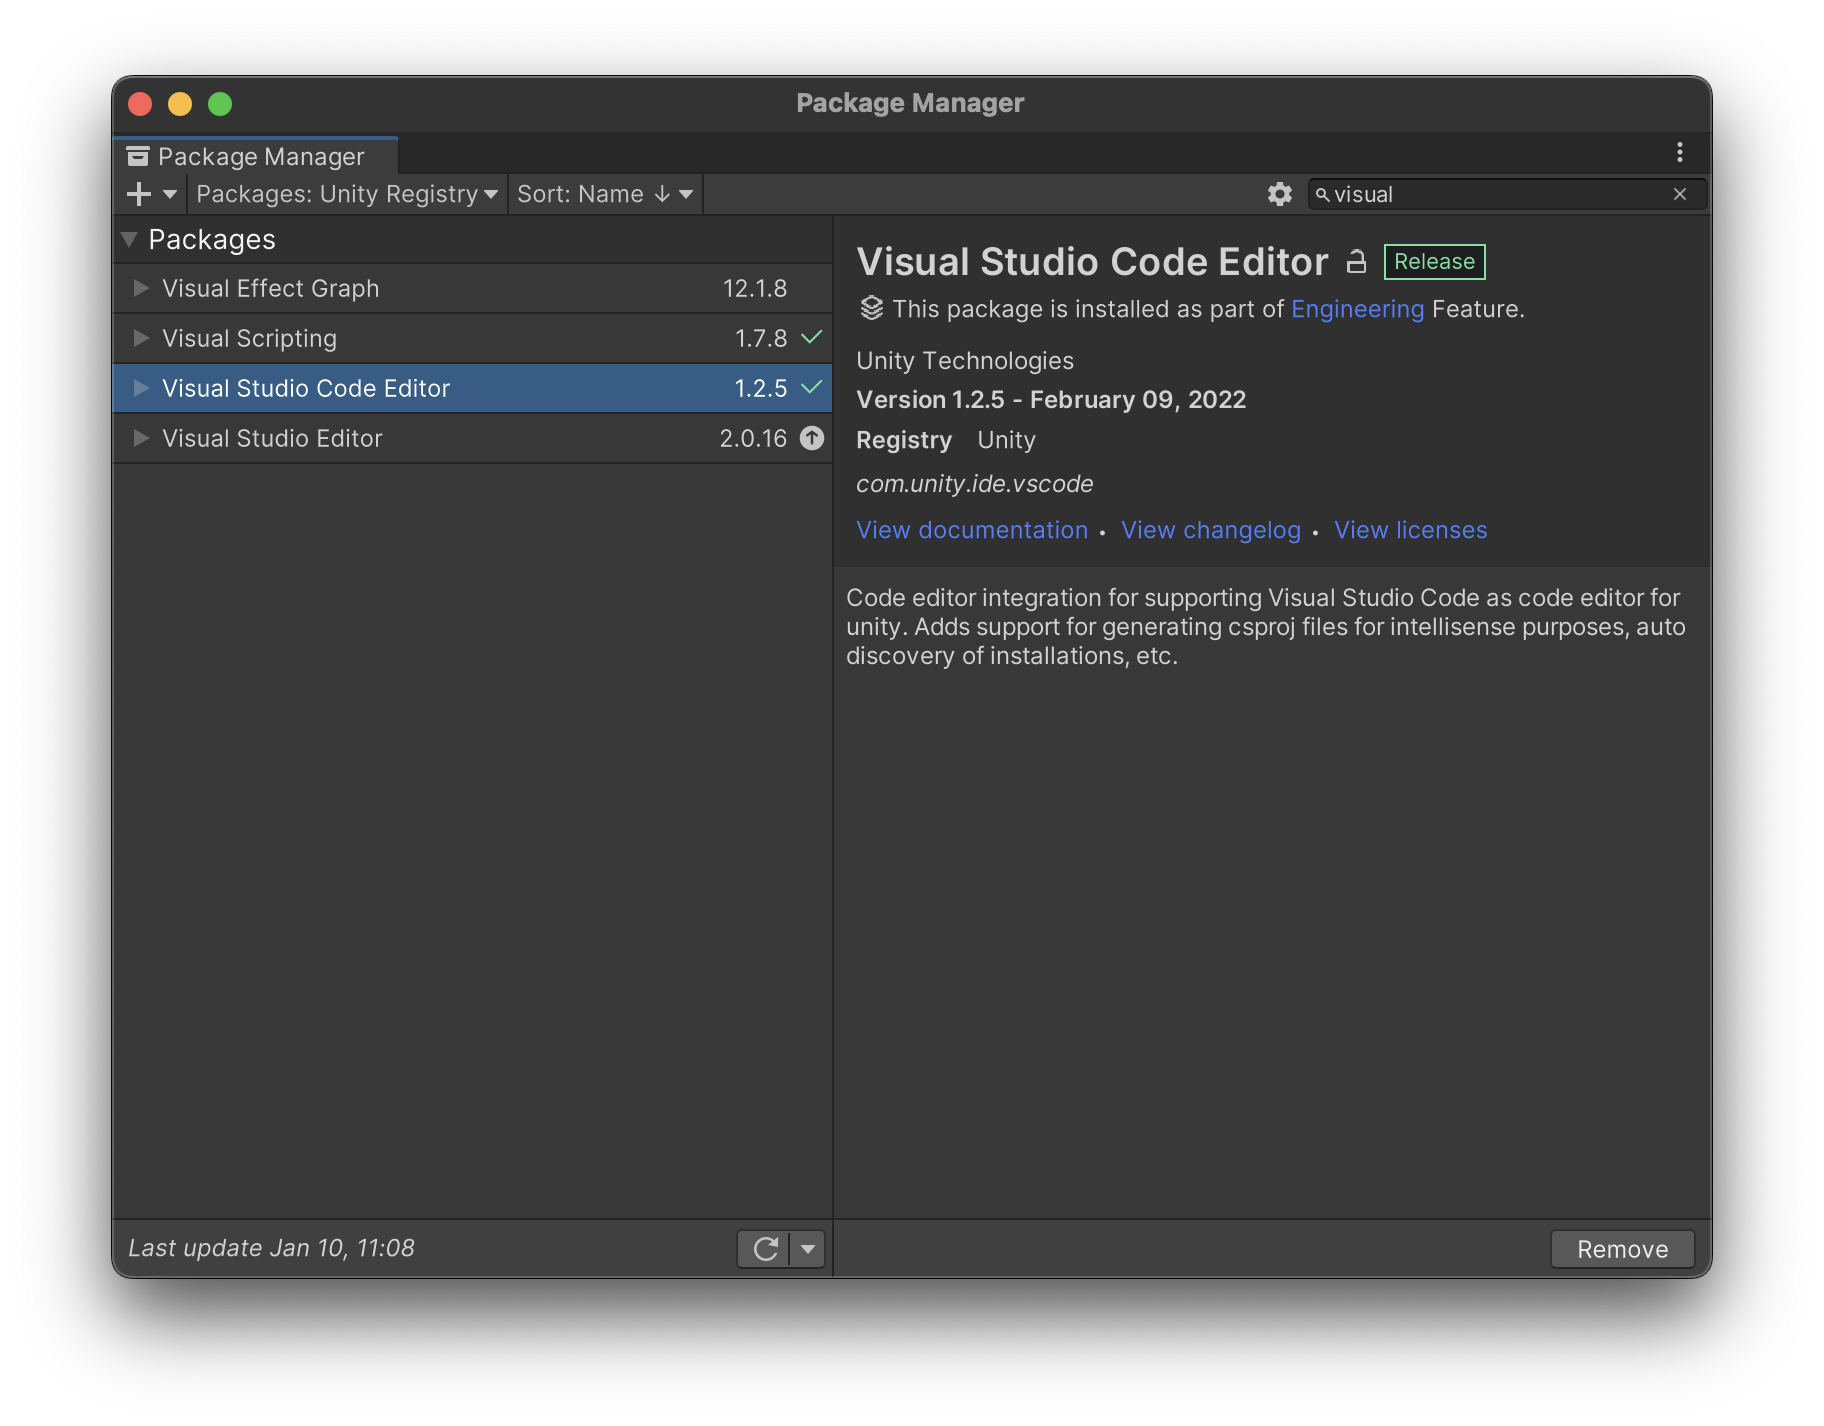 Package Manager
Package Manager
Packages: Unity Registry
Sort: Name ↓
visual
Packages
Visual Effect Graph 12.1.8
Visual Scripting 1.7.8
Visual Studio Code Editor 1.2.5
Visual Studio Editor 2.0.16
Last update Jan 10, 11:08
Visual Studio Code Editor Release
This package is installed as part of Engineering Feature.
Unity Technologies
Version 1.2.5 - February 09, 2022
Registry Unity
com.unity.ide.vscode
View documentation • View changelog • View licenses
Code editor integration for supporting Visual Studio Code as code editor for
unity. Adds support for generating csproj files for intellisense purposes, auto
discovery of installations, etc.
Remove